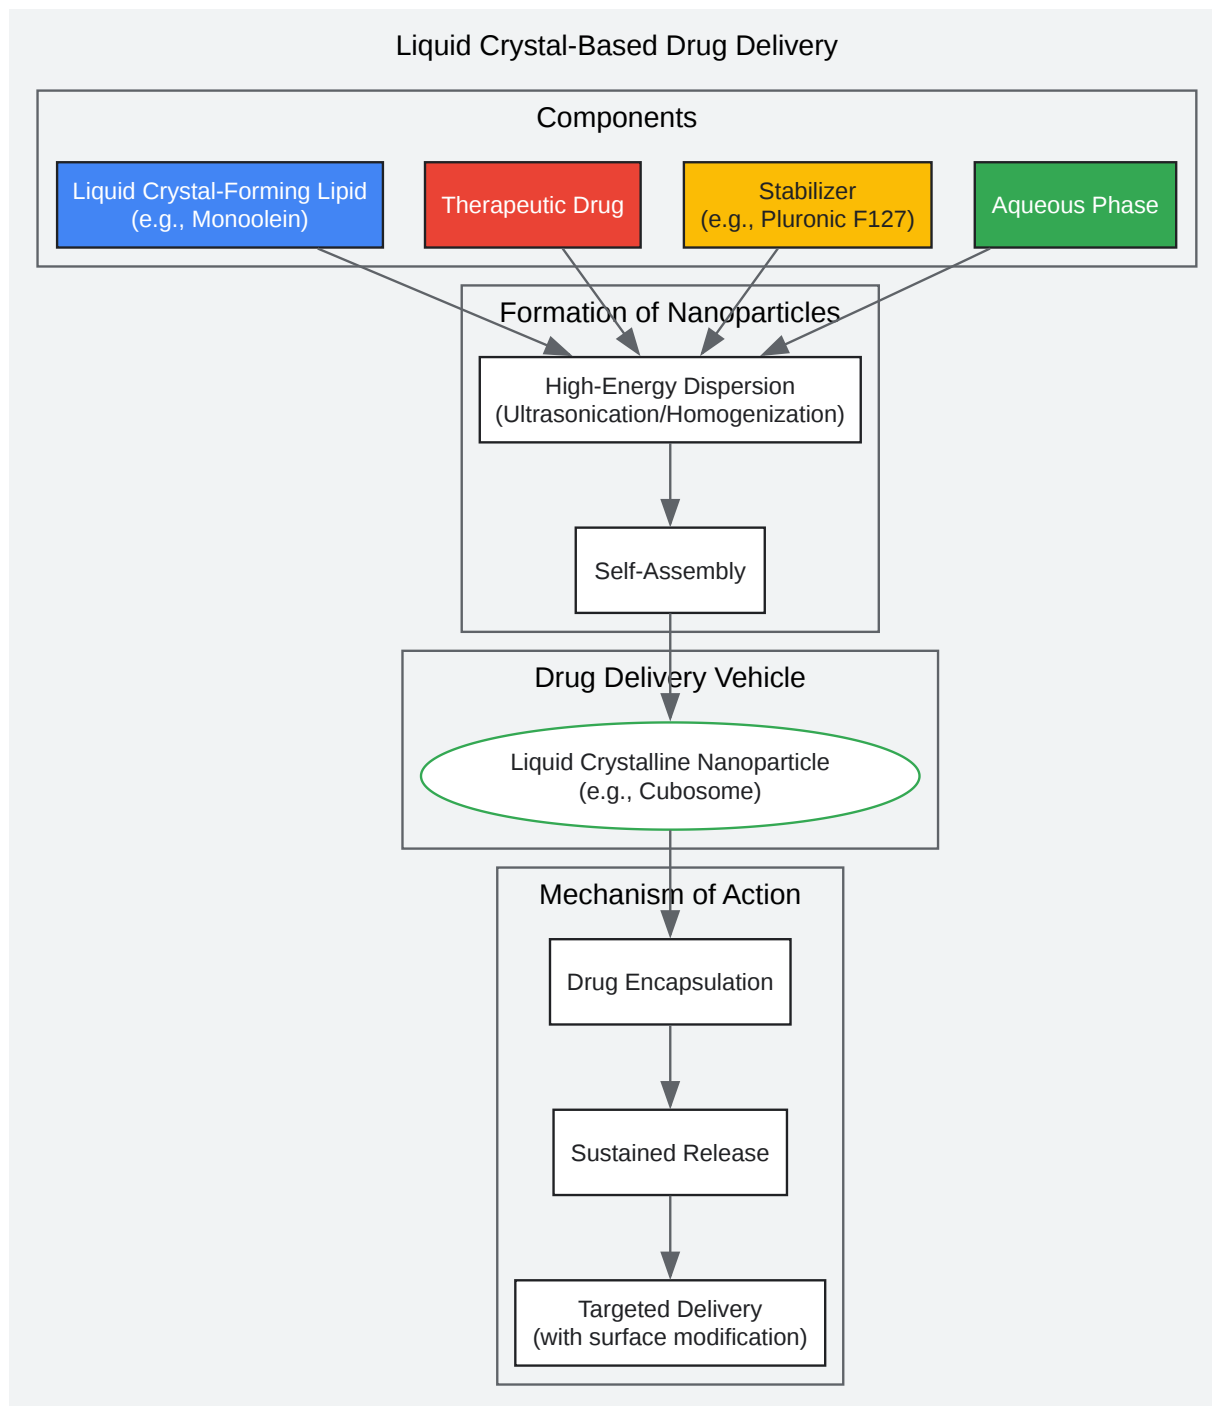 Liquid Crystal-Based Drug Delivery
Components
Liquid Crystal-Forming Lipid
(e.g., Monoolein)
Therapeutic Drug
Stabilizer
(e.g., Pluronic F127)
Aqueous Phase
Formation of Nanoparticles
High-Energy Dispersion
(Ultrasonication/Homogenization)
Self-Assembly
Drug Delivery Vehicle
Liquid Crystalline Nanoparticle
(e.g., Cubosome)
Mechanism of Action
Drug Encapsulation
Sustained Release
Targeted Delivery
(with surface modification)